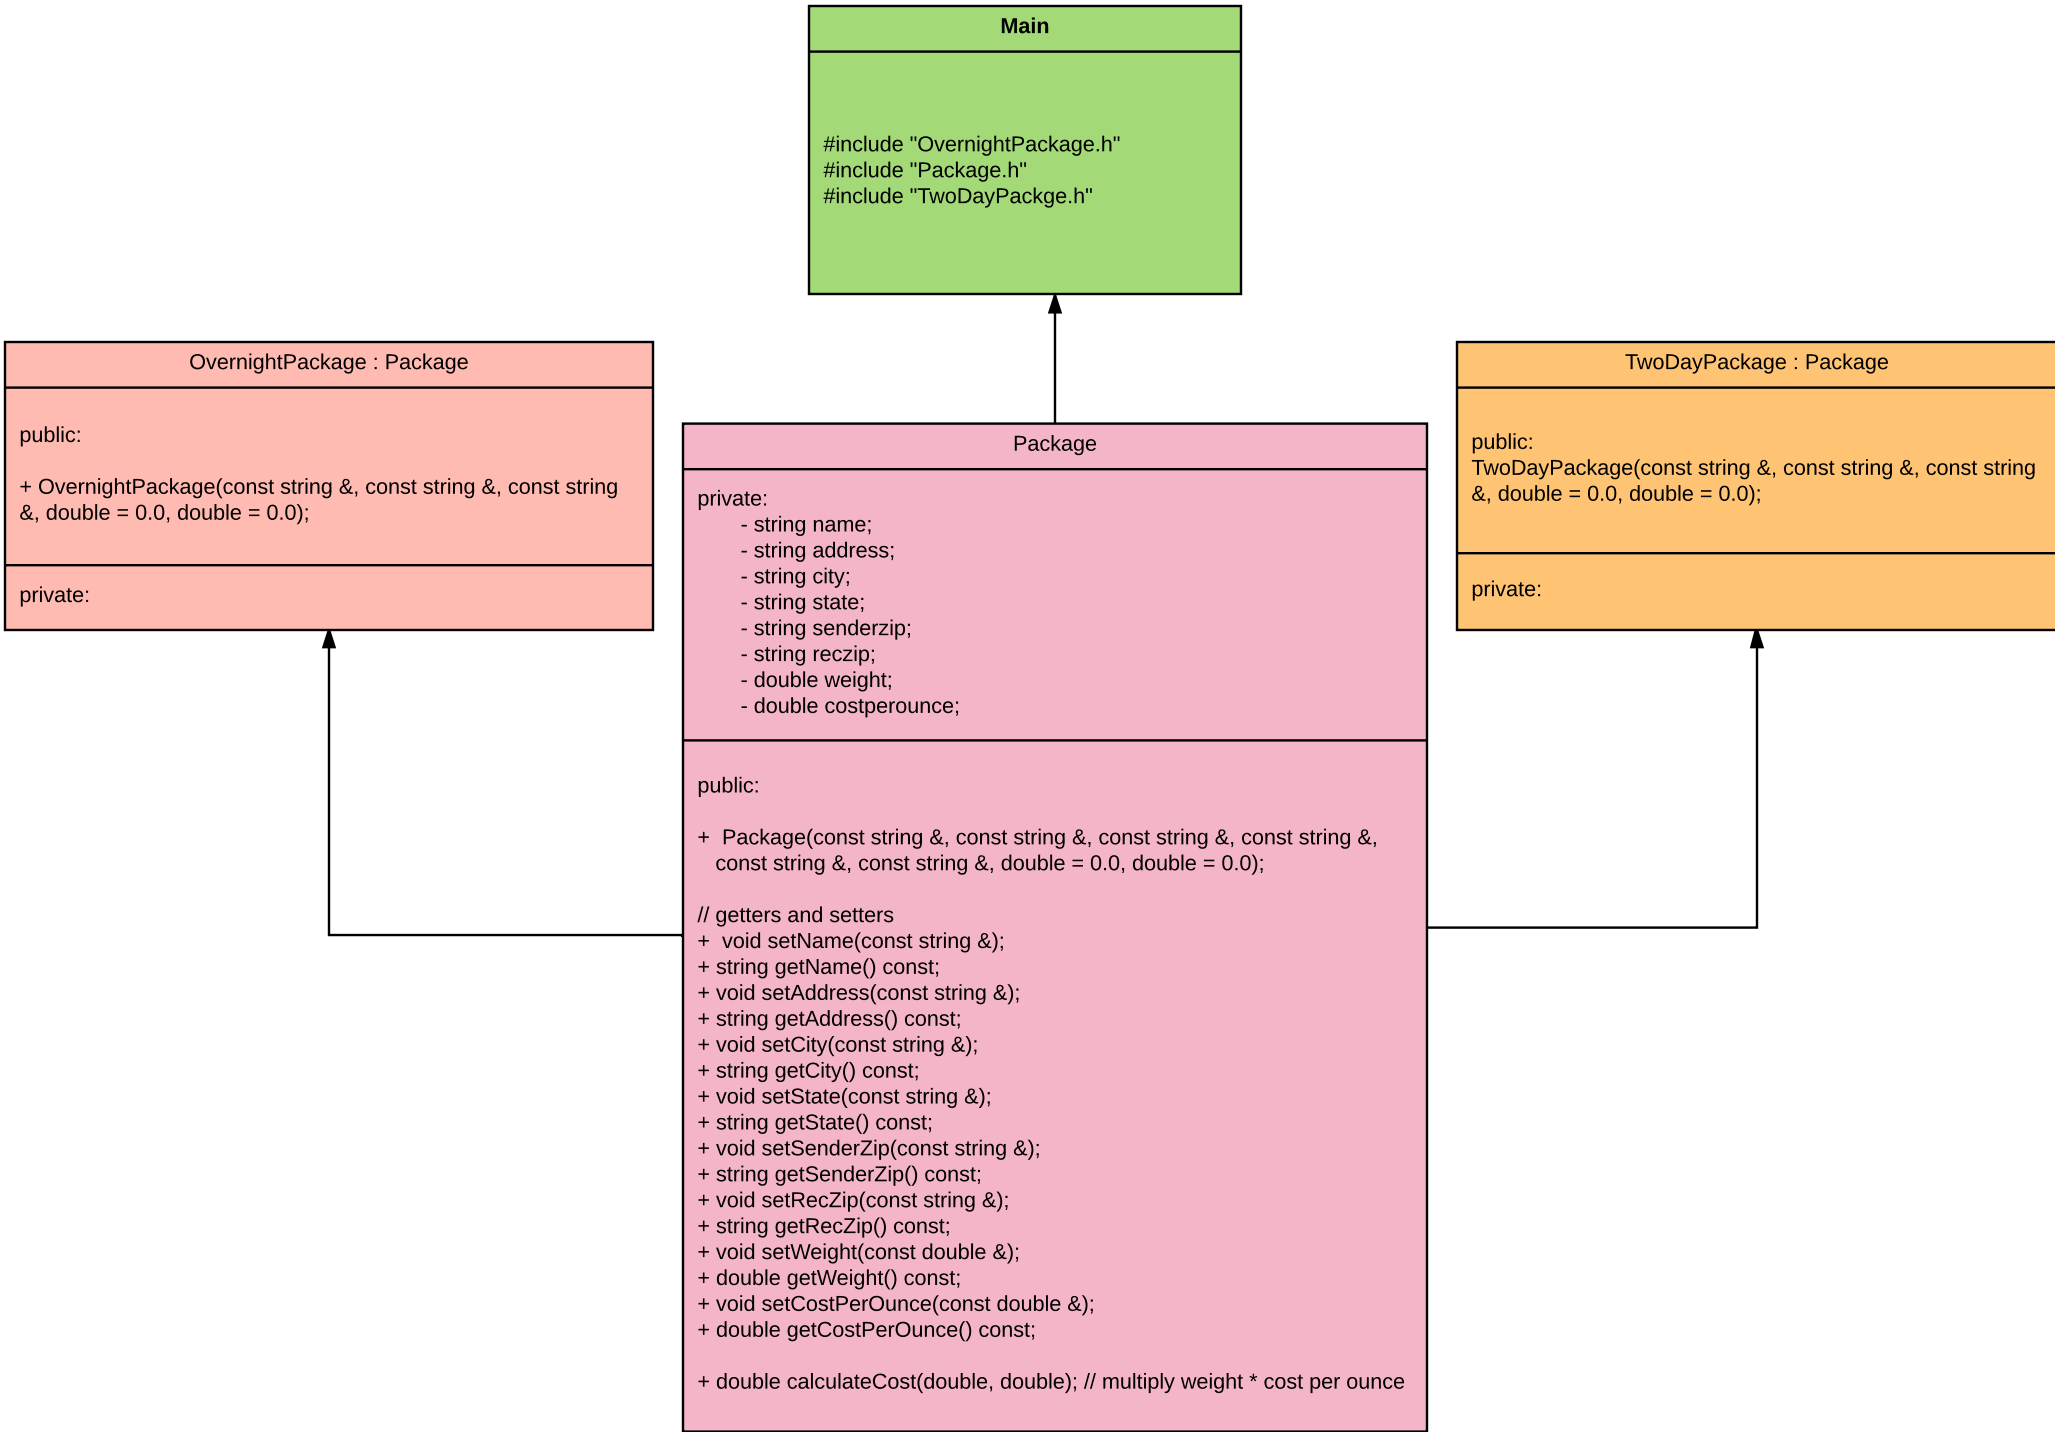 Main
#include "OvernightPackage.h"
#include "Package.h"
#include "TwoDayPackge.h"
OvernightPackage : Package
public:
+ OvernightPackage(const string &, const string &, const string
&, double = 0.0, double = 0.0);
private:
Package
private:
- string name;
- string address;
- string city;
- string state;
- string senderzip;
- string reczip;
- double weight;
- double costperounce;
public:
+  Package(const string &, const string &, const string &, const string &,
const string &, const string &, double = 0.0, double = 0.0);
// getters and setters
+  void setName(const string &);
+ string getName() const;
+ void setAddress(const string &);
+ string getAddress() const;
+ void setCity(const string &);
+ string getCity() const;
+ void setState(const string &);
+ string getState() const;
+ void setSenderZip(const string &);
+ string getSenderZip() const;
+ void setRecZip(const string &);
+ string getRecZip() const;
+ void setWeight(const double &);
+ double getWeight() const;
+ void setCostPerOunce(const double &);
+ double getCostPerOunce() const;
+ double calculateCost(double, double); // multiply weight * cost per ounce
TwoDayPackage : Package
public:
TwoDayPackage(const string &, const string &, const string
&, double = 0.0, double = 0.0);
private: